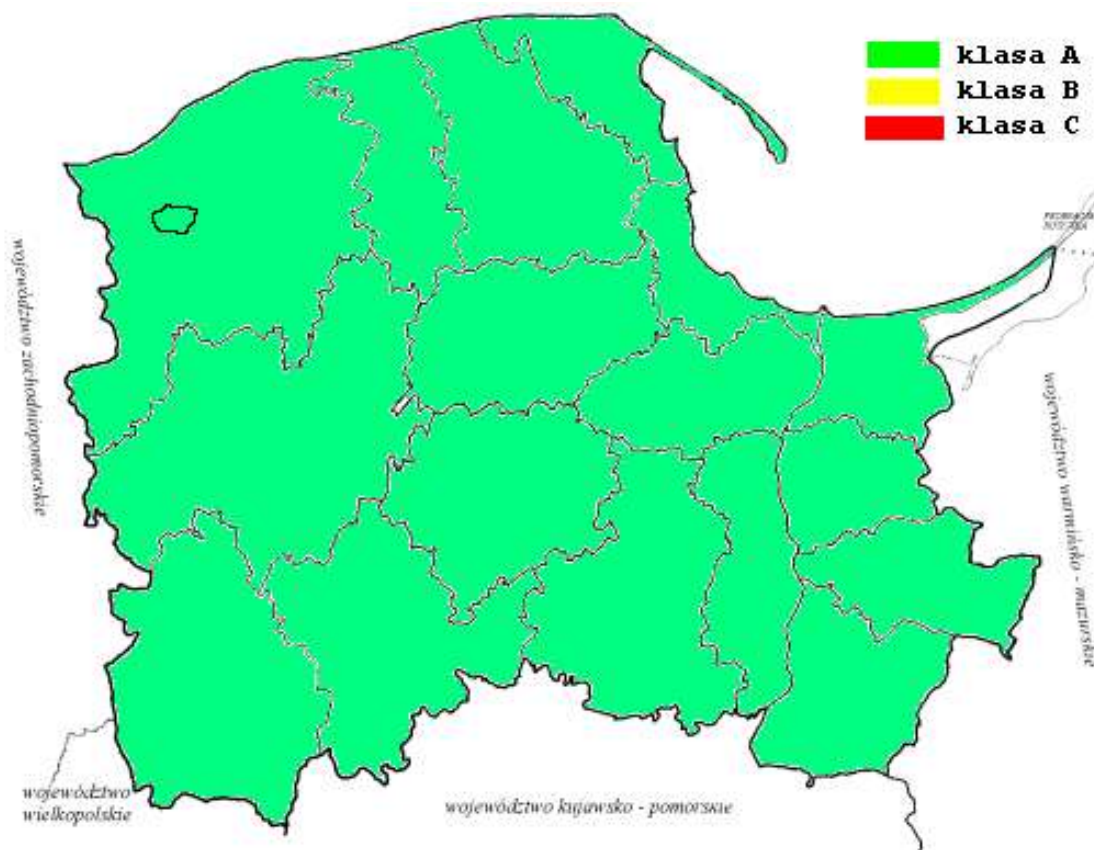 klasa A
klasa B
klasa C
województwo zachodniopomorskie
województwo warmińsko - mazurskie
województwo
wielkopolskie
województwo kujawsko - pomorskie